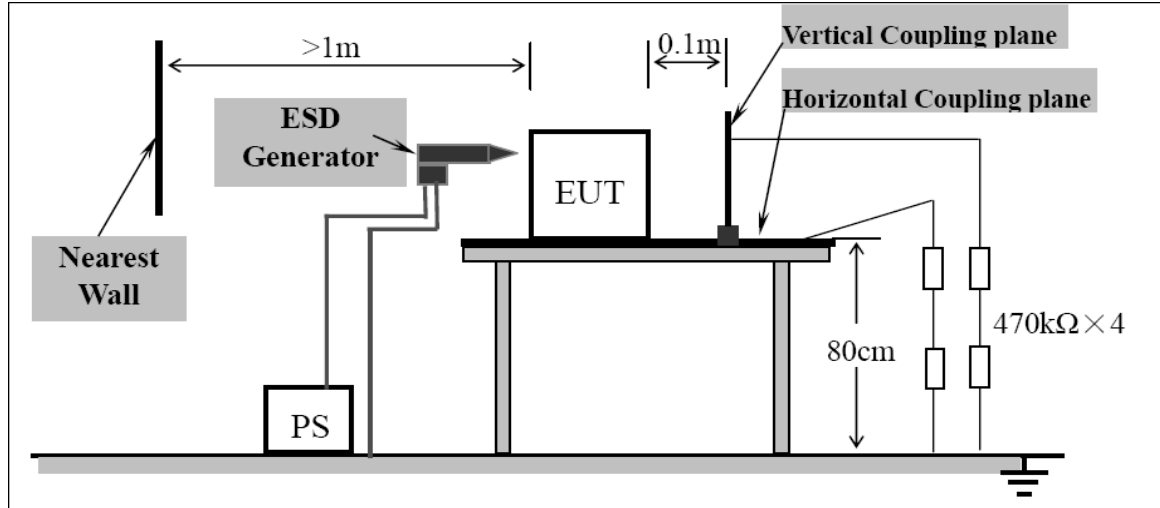 >1m
0.1m
Vertical Coupling plane
Horizontal Coupling plane
ESD
Generator
EUT
Nearest
Wall
470kΩ×4
80cm
PS